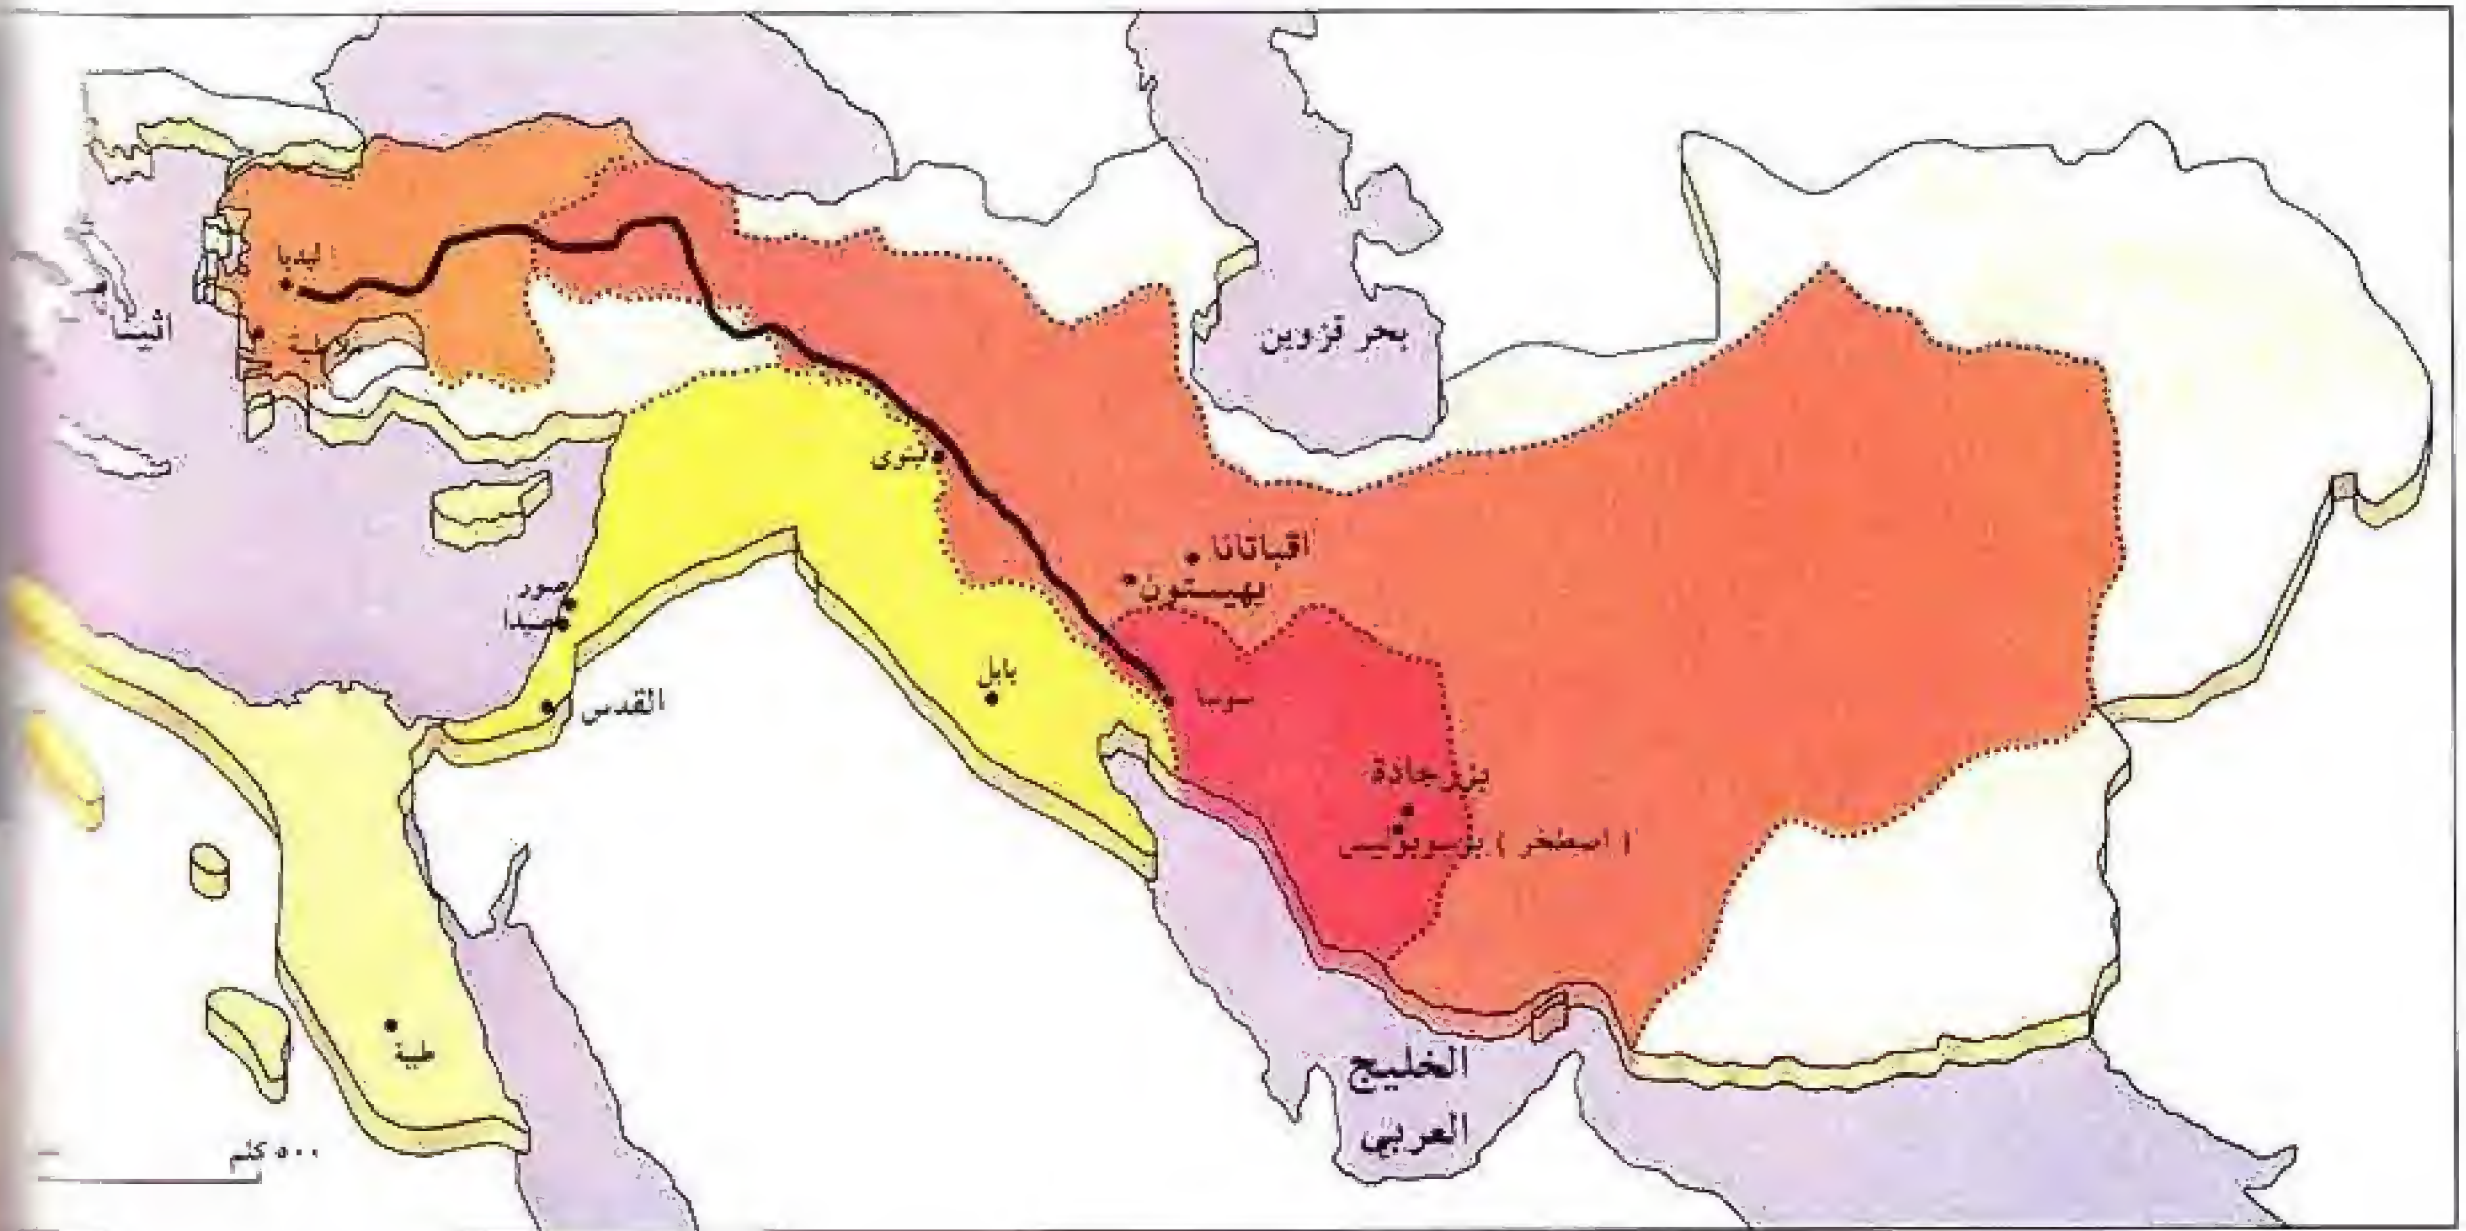 ليديا
اثينا
بحر قزوين
نينوى
اقباتانا
بهيستون
صور
صيدا
بابل
القدس
سوسا
بزرجادة
( اصطخر ) برسوبوليس
طيبة
الخليج
العربي
٥٠٠ كلم